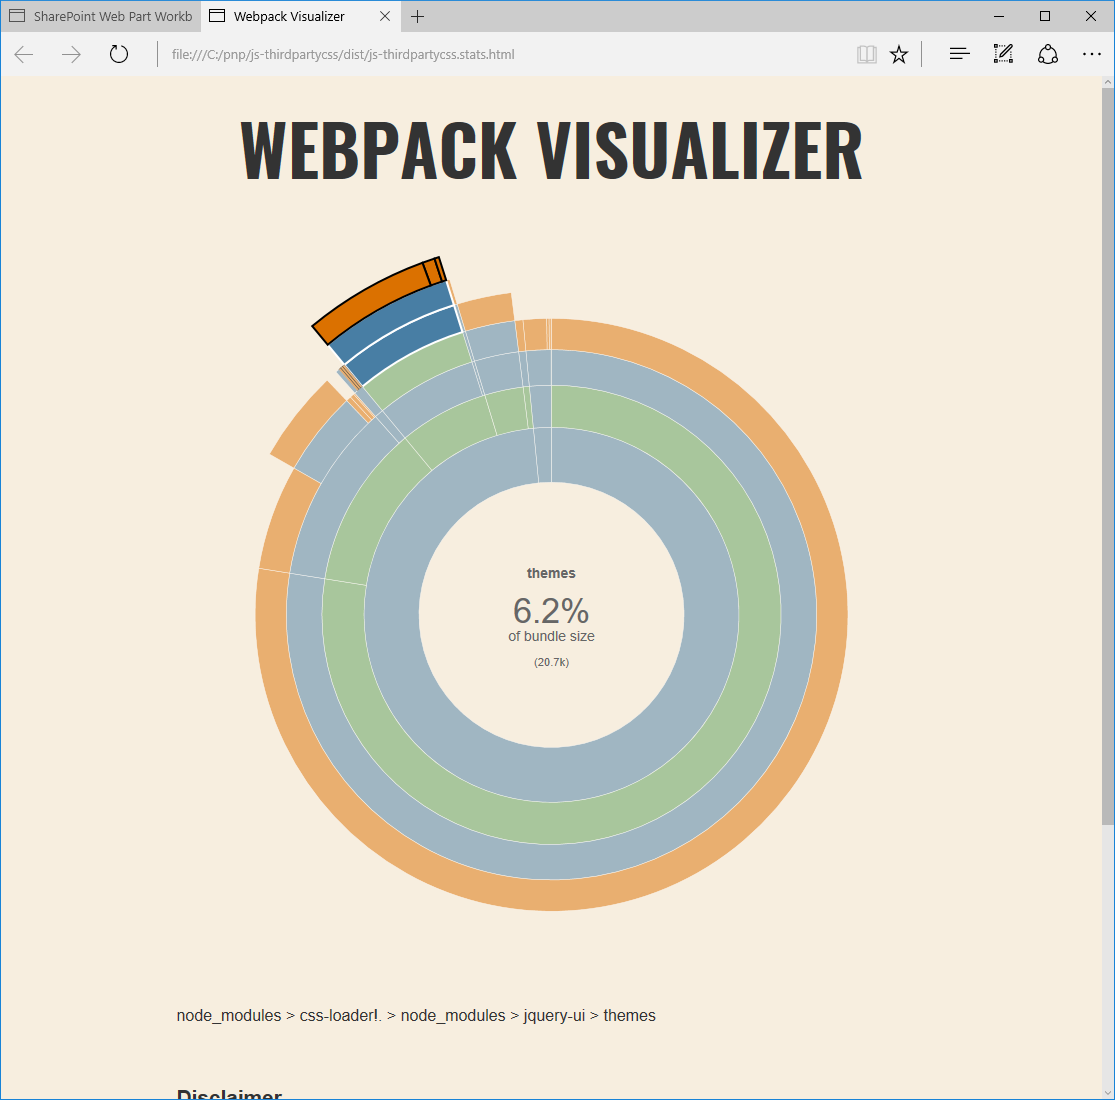 SharePoint Web Part Workb
Webpack Visualizer
file:///C:/pnp/js-thirdpartycss/dist/js-thirdpartycss.stats.html
WEBPACK VISUALIZER
themes
6.2%
of bundle size
(20.7k)
node_modules > css-loader!. > node_modules > jquery-ui > themes
Disclaimer